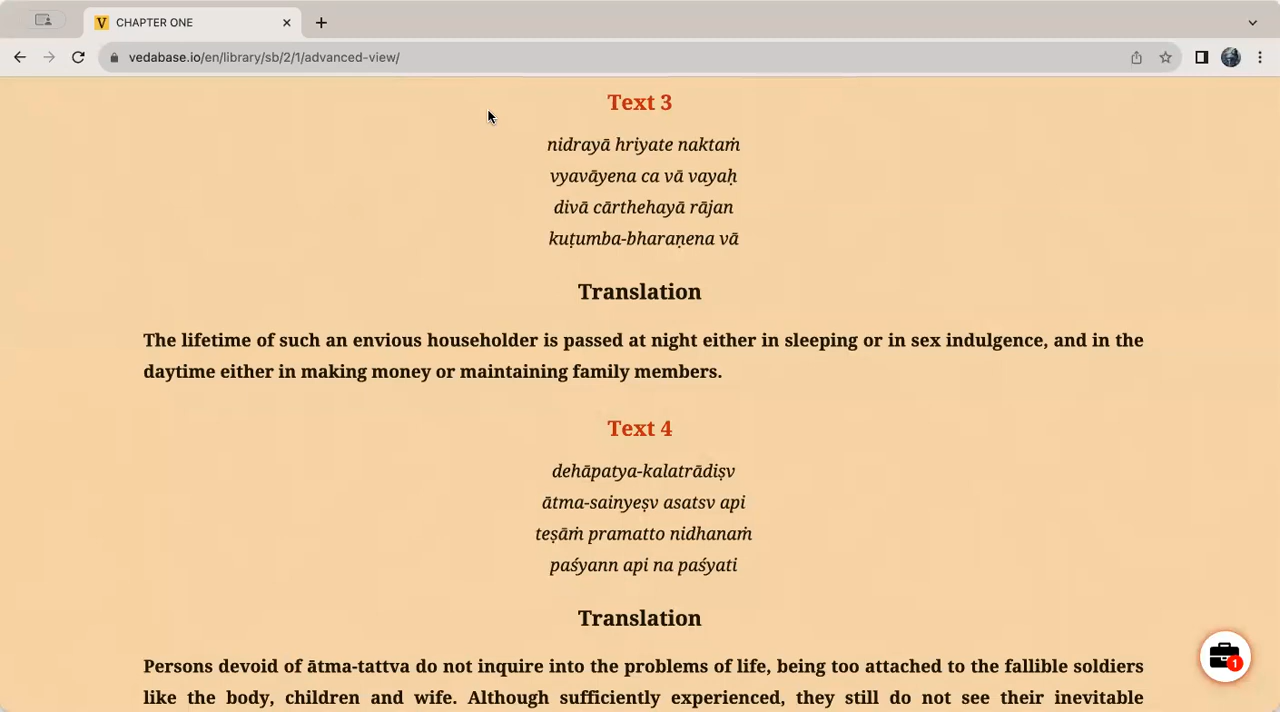 CHAPTER ONE
vedabase.io/en/library/sb/2/1/advanced-view/
Text 3
nidrayā hriyate naktaṁ
vyavāyena ca vā vayaḥ
divā cārthehayā rājan
kuṭumba-bharaṇena vā
Translation
The lifetime of such an envious householder is passed at night either in sleeping or in sex indulgence, and in the
daytime either in making money or maintaining family members.
Text 4
dehāpatya-kalatrādiṣv
ātma-sainyeṣv asatsv api
teṣāṁ pramatto nidhanaṁ
paśyann api na paśyati
Translation
Persons devoid of ātma-tattva do not inquire into the problems of life, being too attached to the fallible soldiers
like the body, children and wife. Although sufficiently experienced, they still do not see their inevitable
1